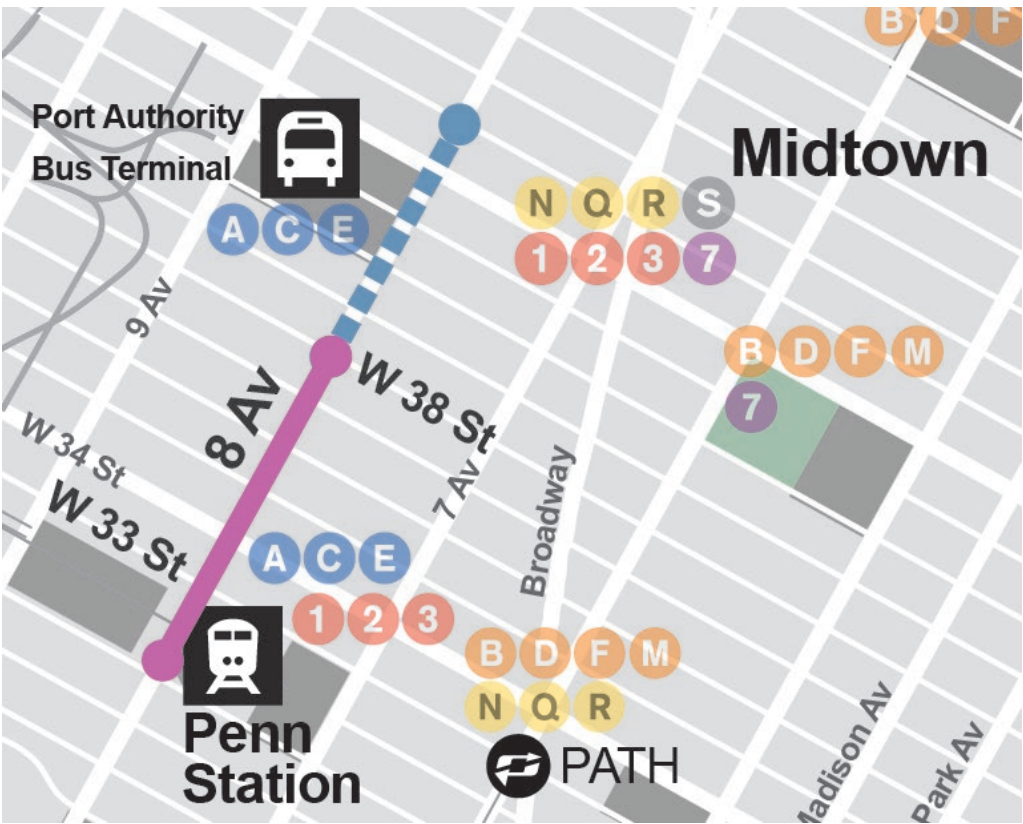 B D F
Port Authority
Bus Terminal
Midtown
N Q R S
A C E
1 2 3 7
9 Av
B D F M
W 38 St
7
8 Av
W 34 St
7 Av
Broadway
W 33 St
A C E
1 2 3
B D F M
N Q R
Penn
Station
PATH
Madison Av
Park Av